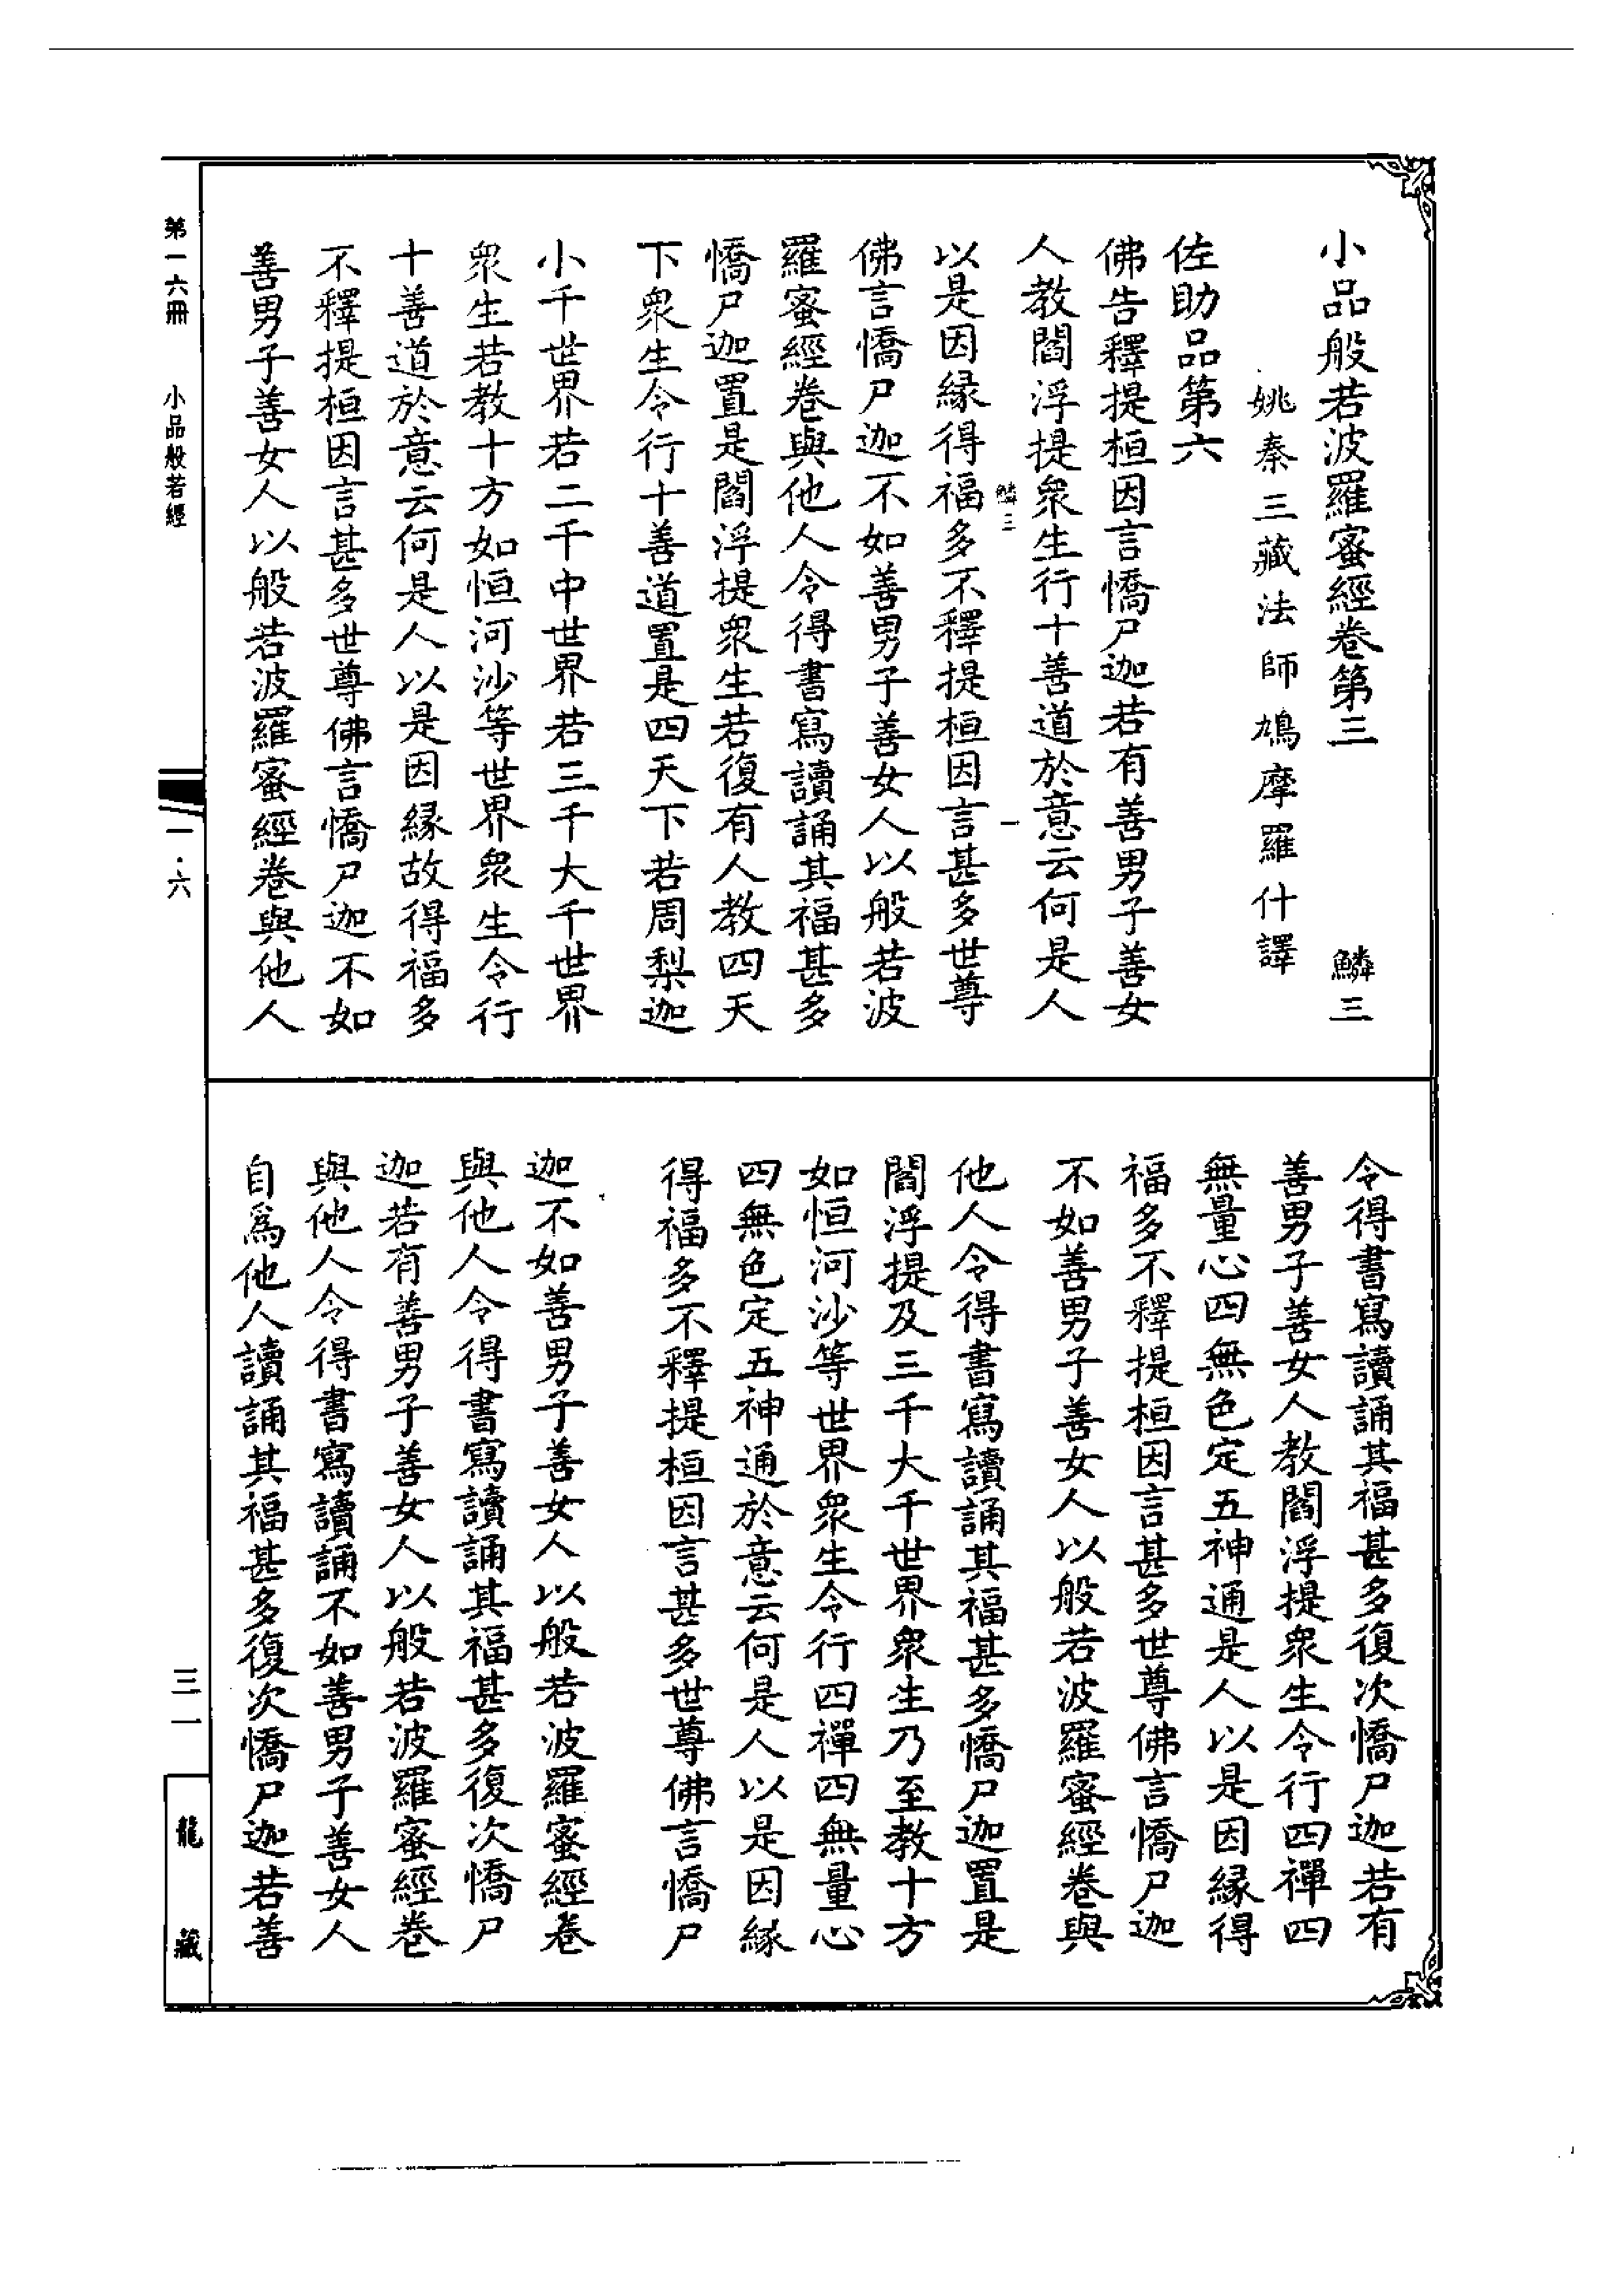 小品般若波羅蜜經卷第三　鱗三
姚秦三藏法師鳩摩羅什譯
佐助品第六
佛告釋提桓因言憍尸迦若有善男子善女
人教閻浮提衆生行十善道於意云何是人
鱗三　一
以是因緣得福多不釋提桓因言甚多世尊
佛言憍尸迦不如善男子善女人以般若波
羅蜜經卷與他人令得書寫讀誦其福甚多
憍尸迦置是閻浮提衆生若復有人教四天
下衆生令行十善道置是四天下若周梨迦
小千世界若二千中世界若三千大千世界
衆生若教十方如恒河沙等世界衆生令行
十善道於意云何是人以是因緣故得福多
不釋提桓因言甚多世尊佛言憍尸迦不如
善男子善女人以般若波羅蜜經卷與他人
令得書寫讀誦其福甚多復次憍尸迦若有
善男子善女人教閻浮提衆生令行四禪四
無量心四無色定五神通是人以是因緣得
福多不釋提桓因言甚多世尊佛言憍尸迦
不如善男子善女人以般若波羅蜜經卷與
他人令得書寫讀誦其福甚多憍尸迦置是
閻浮提及三千大千世界衆生乃至教十方
如恒河沙等世界衆生令行四禪四無量心
四無色定五神通於意云何是人以是因緣
得福多不釋提桓因言甚多世尊佛言憍尸
迦不如善男子善女人以般若波羅蜜經卷
與他人令得書寫讀誦其福甚多復次憍尸
迦若有善男子善女人以般若波羅蜜經卷
與他人令得書寫讀誦不如善男子善女人
自爲他人讀誦其福甚多復次憍尸迦若善
第一六冊　小品般若經　一·六　三一　龍藏